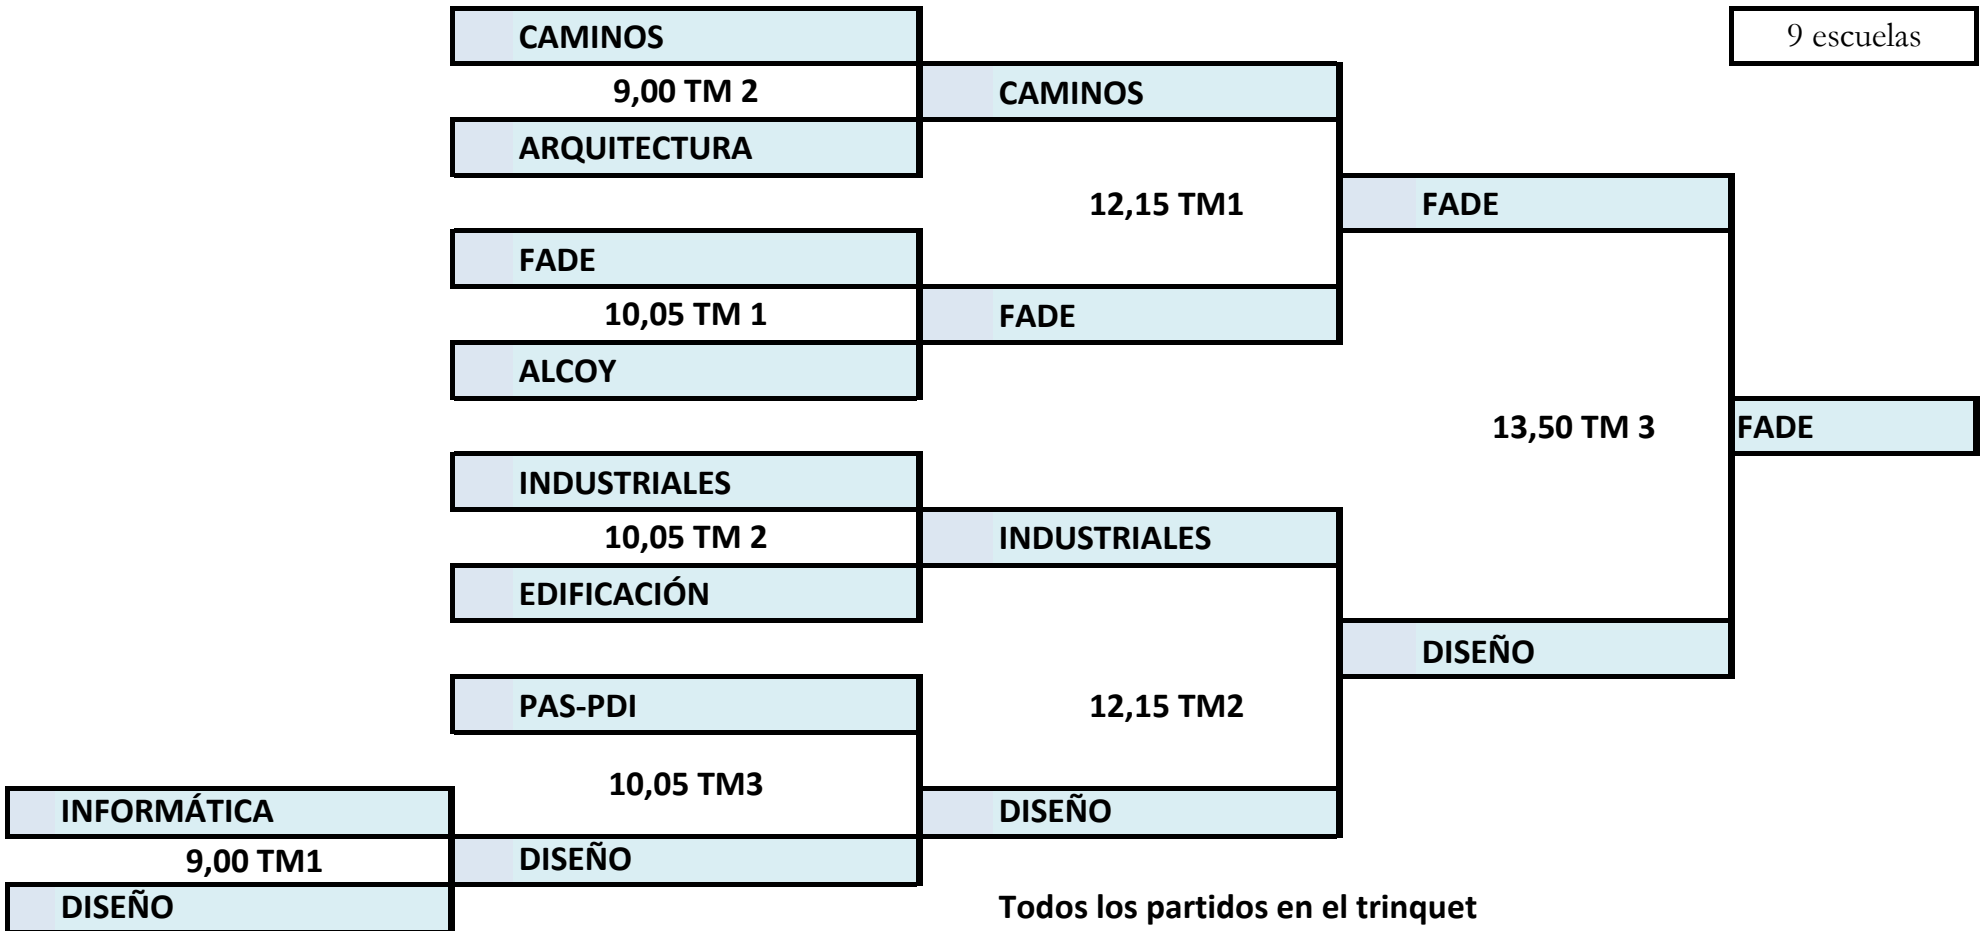 CAMINOS
9 escuelas
9,00 TM 2
CAMINOS
ARQUITECTURA
12,15 TM1
FADE
FADE
10,05 TM 1
FADE
ALCOY
13,50 TM 3
FADE
INDUSTRIALES
10,05 TM 2
INDUSTRIALES
EDIFICACIÓN
DISEÑO
PAS-PDI
12,15 TM2
10,05 TM3
INFORMÁTICA
DISEÑO
9,00 TM1
DISEÑO
DISEÑO
Todos los partidos en el trinquet